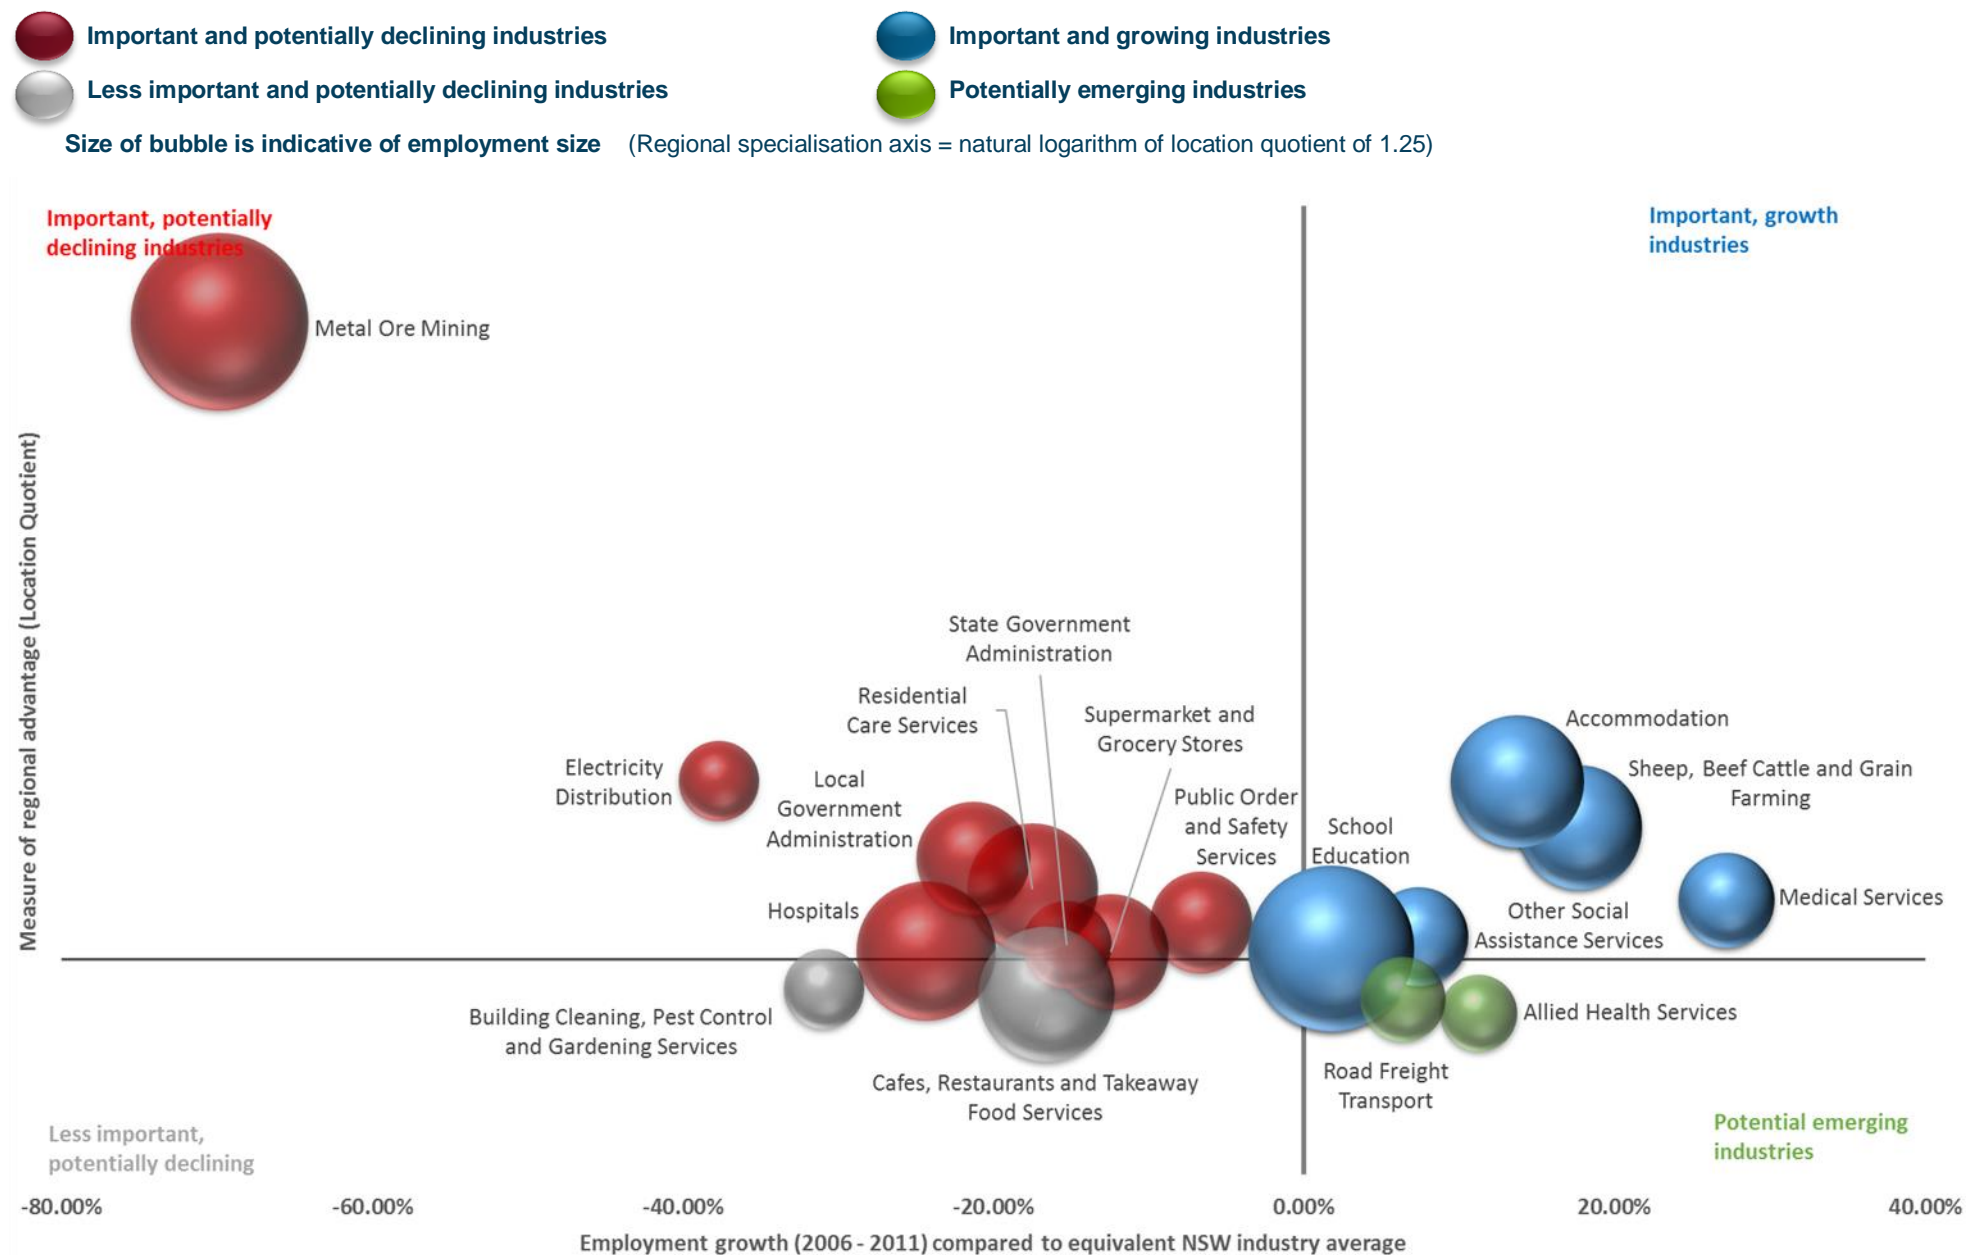 Important and potentially declining industries
Important and growing industries
Less important and potentially declining industries
Potentially emerging industries
Size of bubble is indicative of employment size (Regional specialisation axis = natural logarithm of location quotient of 1.25)
Important, potentially
declining industries
Important, growth
industries
Metal Ore Mining
Measure of regional advantage (Location Quotient)
State Government
Administration
Residential
Care Services
Supermarket and
Grocery Stores
Accommodation
Electricity
Distribution
Local
Government
Administration
Sheep, Beef Cattle and Grain
Farming
Public Order
and Safety
Services
School
Education
Hospitals
Other Social
Assistance Services
Medical Services
Building Cleaning, Pest Control
and Gardening Services
Allied Health Services
Cafes, Restaurants and Takeaway
Food Services
Road Freight
Transport
Less important,
potentially declining
Potential emerging
industries
-80.00% -60.00% -40.00% -20.00% 0.00% 20.00% 40.00%
Employment growth (2006 - 2011) compared to equivalent NSW industry average